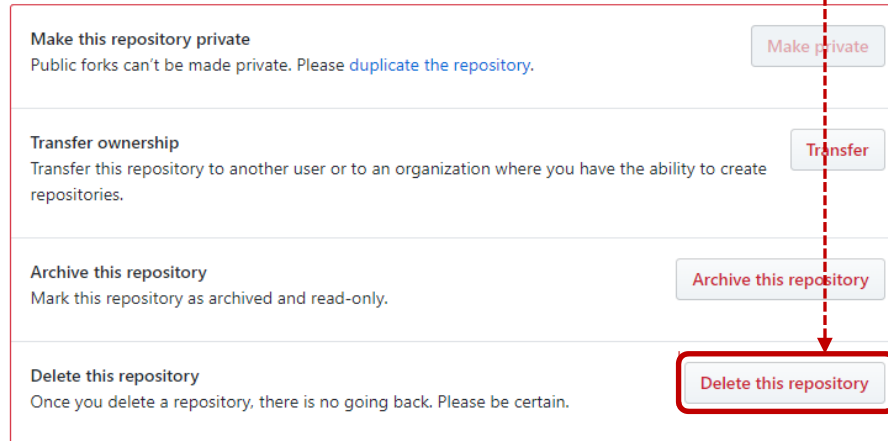 Make this repository private
Make private
Public forks can't be made private. Please duplicate the repository.
Transfer ownership
Transfer
Transfer this repository to another user or to an organization where you have the ability to create
repositories.
Archive this repository
Archive this repository
Mark this repository as archived and read-only.
Delete this repository
Delete this repository
Once you delete a repository, there is no going back. Please be certain.